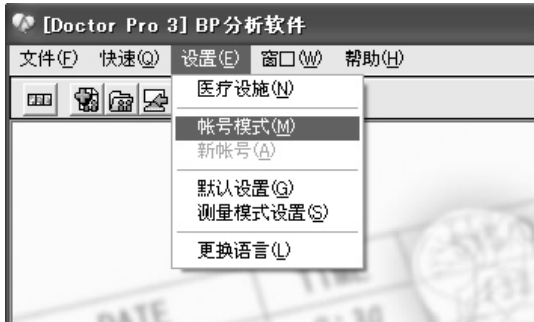 [Doctor Pro 3] BP分析软件
文件(F) 快速(Q) 设置(E) 窗口(W) 帮助(H)
医疗设施(N)
帐号模式(M)
新帐号(A)
默认设置(G)
测量模式设置(S)
更换语言(L)
DATE
TIME